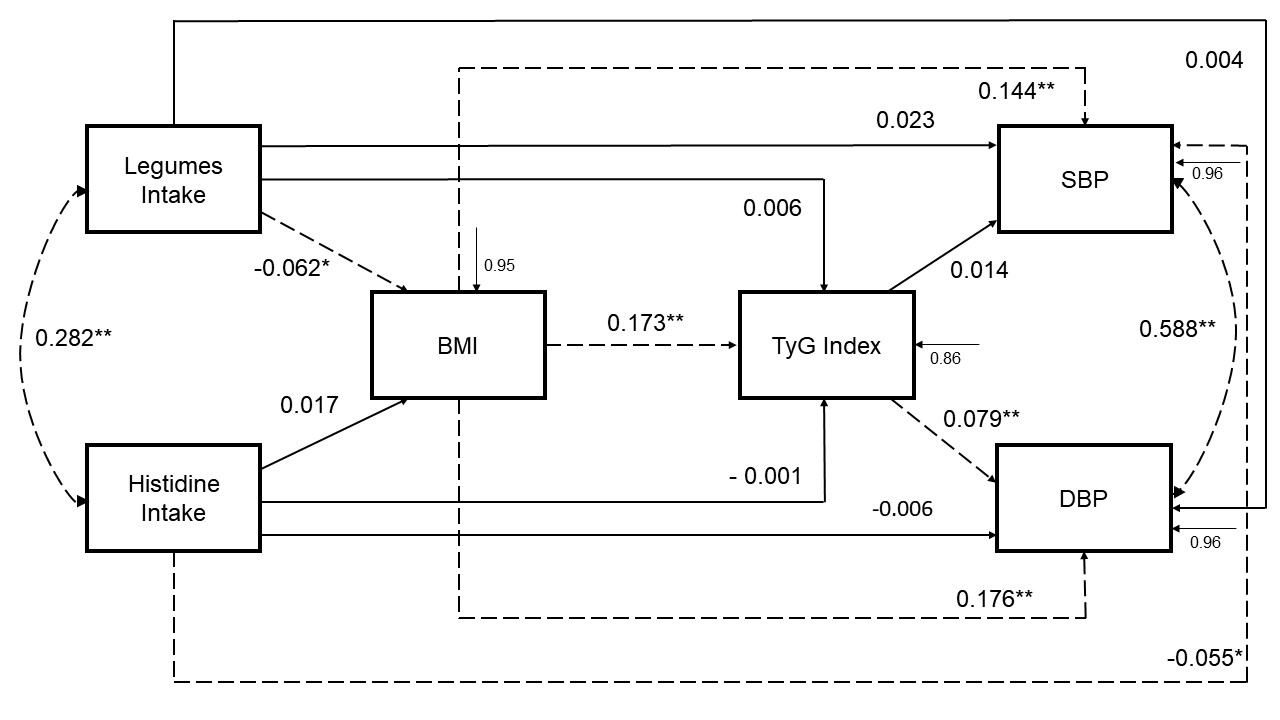 0.004
0.144**
0.023
Legumes
Intake
SBP
0.96
0.006
-0.062*
0.95
0.014
0.282**
BMI
0.173**
TyG Index
0.86
0.588**
0.017
0.079**
- 0.001
Histidine
Intake
DBP
-0.006
0.96
0.176**
-0.055*